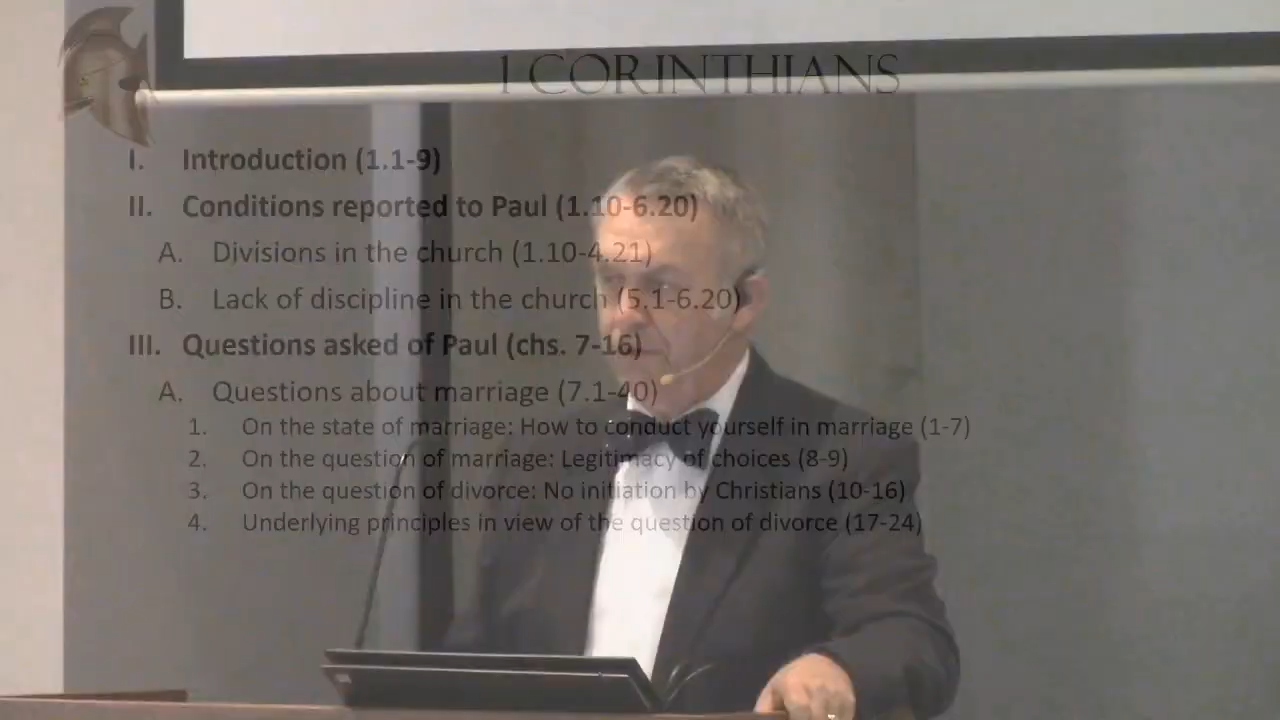 1 CORINTHIANS
I. Introduction (1.1-9)
II. Conditions reported to Paul (1.10-6.20)
A. Divisions in the church (1.10-4.21)
B. Lack of discipline in the church (5.1-6.20)
III. Questions asked of Paul (chs. 7-16)
A. Questions about marriage (7.1-40)
1. On the state of marriage: How to conduct yourself in marriage (1-7)
2. On the question of marriage: Legitimacy of choices (8-9)
3. On the question of divorce: No initiation by Christians (10-16)
4. Underlying principles in view of the question of divorce (17-24)